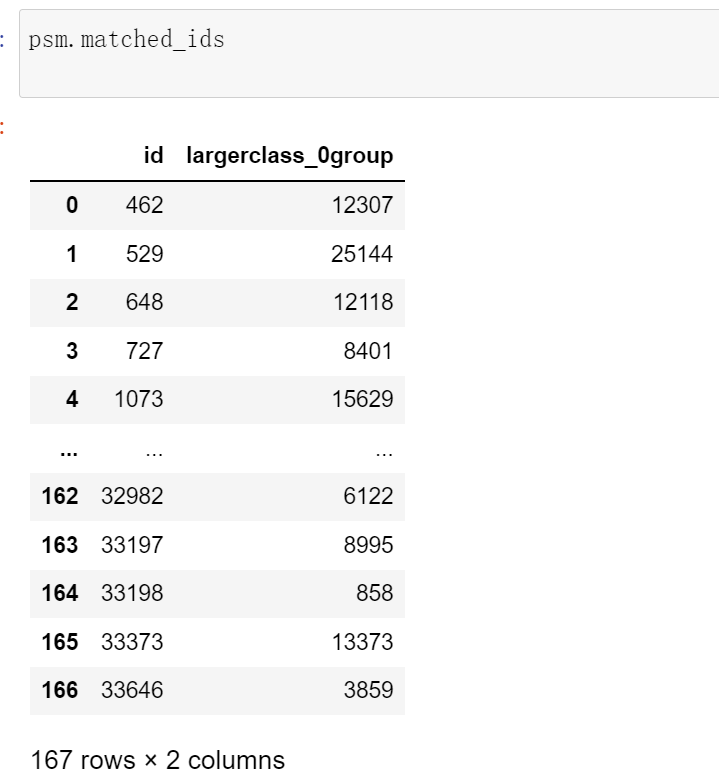 :
psm.matched_ids
:
id largerclass_0group
0 462 12307
1 529 25144
2 648 12118
3 727 8401
4 1073 15629
... ... ...
162 32982 6122
163 33197 8995
164 33198 858
165 33373 13373
166 33646 3859
167 rows × 2 columns